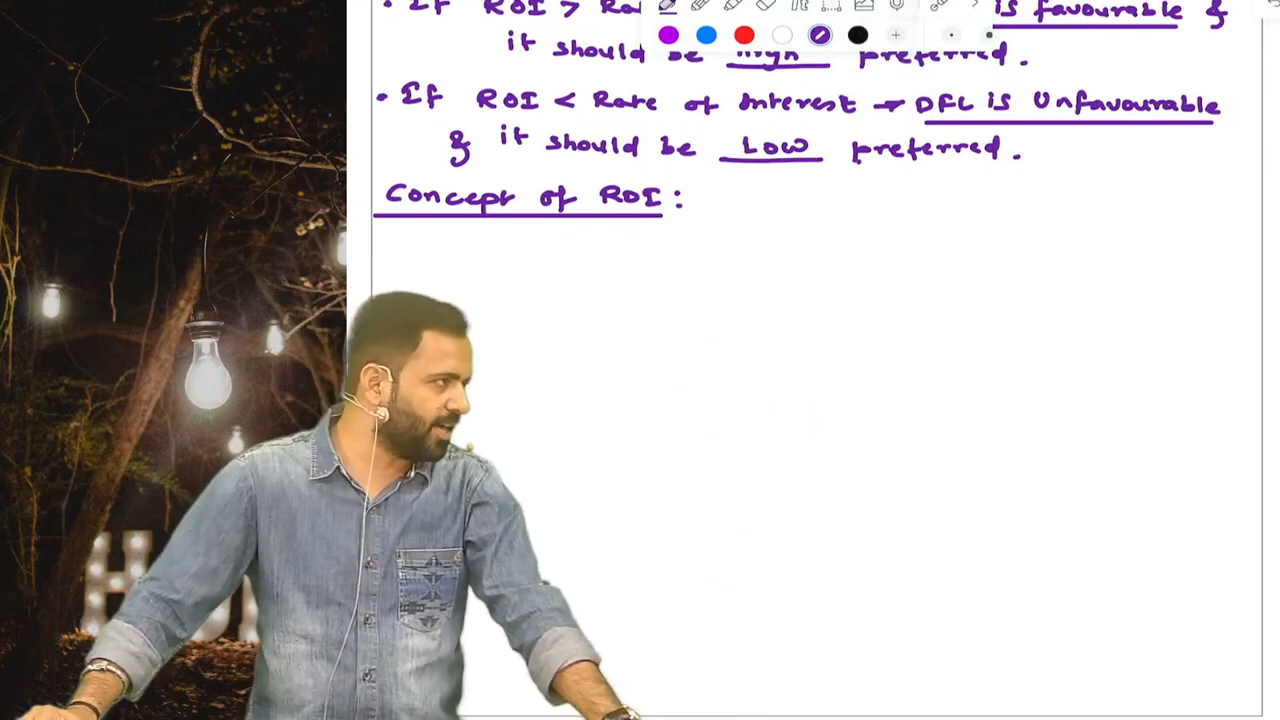 • If ROI > is favourable &
it should be High preferred.
• If ROI < Rate of Interest → DFL is Unfavourable
& it should be Low preferred.
Concept of ROI: